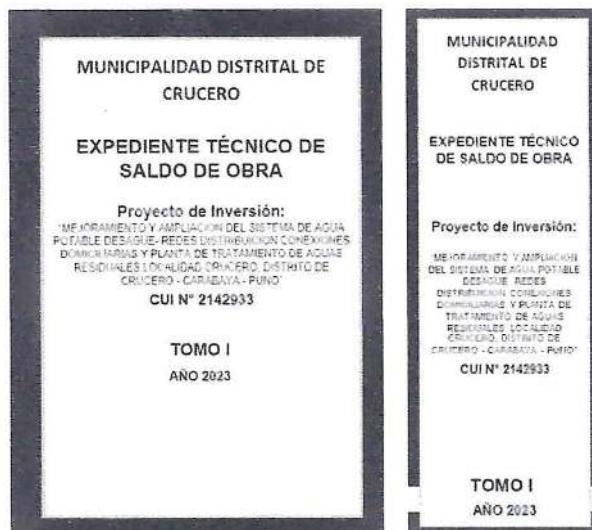 MUNICIPALIDAD DISTRITAL DE
CRUCERO
EXPEDIENTE TÉCNICO DE
SALDO DE OBRA
Proyecto de Inversión:
"MEJORAMIENTO Y AMPLIACION DEL SISTEMA DE AGUA
POTABLE DESAGUE- REDES DISTRIBUCION CONEXIONES
DOMICILIARIAS Y PLANTA DE TRATAMIENTO DE AGUAS
RESIDUALES LOCALIDAD CRUCERO, DISTRITO DE
CRUCERO - CARABAYA - PUNO"
CUI N° 2142933
TOMO I
AÑO 2023
MUNICIPALIDAD
DISTRITAL DE
CRUCERO
EXPEDIENTE TÉCNICO
DE SALDO DE OBRA
Proyecto de Inversión:
"MEJORAMIENTO Y AMPLIACION
DEL SISTEMA DE AGUA POTABLE
DESAGUE- REDES
DISTRIBUCION CONEXIONES
DOMICILIARIAS Y PLANTA DE
TRATAMIENTO DE AGUAS
RESIDUALES LOCALIDAD
CRUCERO, DISTRITO DE
CRUCERO - CARABAYA - PUNO"
CUI N° 2142933
TOMO I
AÑO 2023